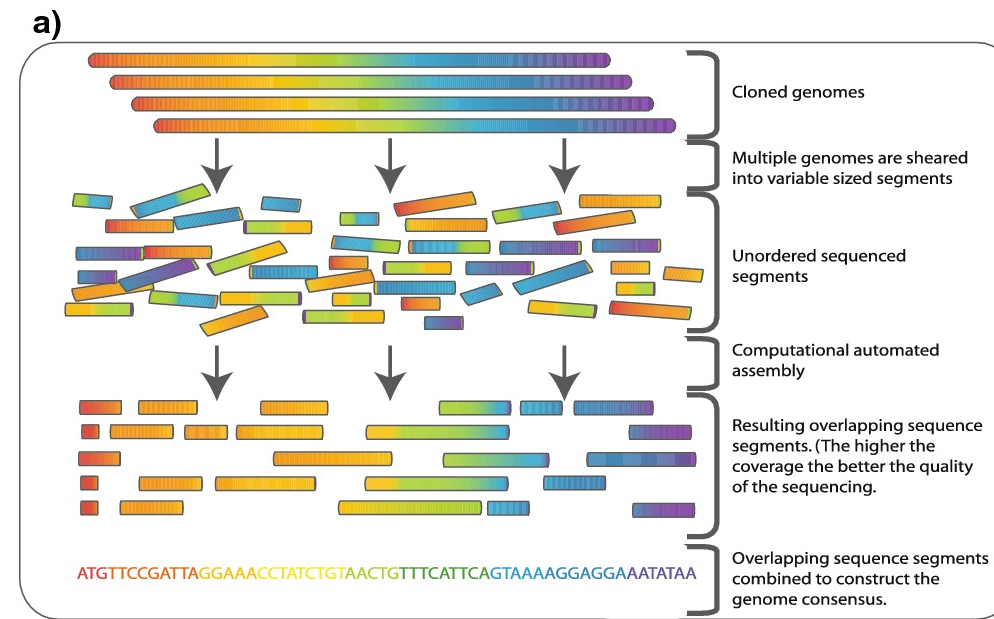 a)
Cloned genomes
Multiple genomes are sheared
into variable sized segments
Unordered sequenced
segments
Computational automated
assembly
Resulting overlapping sequence
segments. (The higher the
coverage the better the quality
of the sequencing.
ATGTTCCGATTAGGAAACCTATCTGTAACTGTTTCATTCAGTAAAAGGAGGAAATATAA
Overlapping sequence segments
combined to construct the
genome consensus.